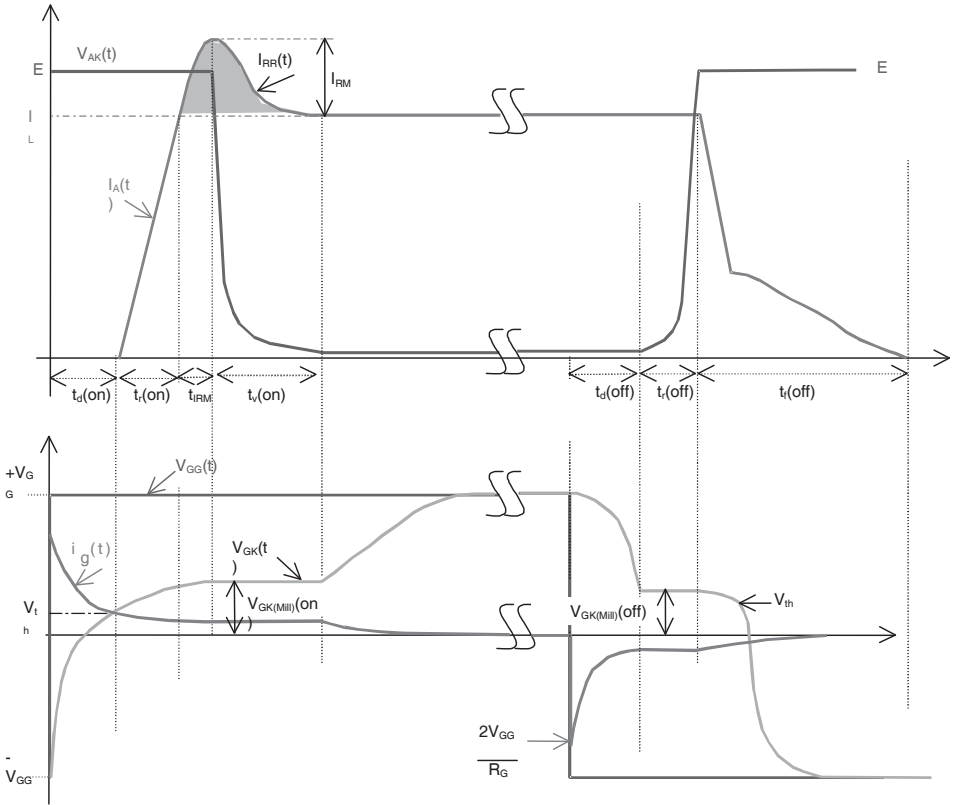 V_AK(t)
E
I_RR(t)
I_RM
E
I
L
I_A(t
)
t_d(on)
t_r(on)
t_IRM
t_v(on)
t_d(off)
t_r(off)
t_f(off)
+V_G
G
V_GG(t)
i_g(t)
V_GK(t
)
V_t
h
V_GK(Mill)(on
)
V_GK(Mill)(off)
V_th
2V_GG
R_G
-
V_GG